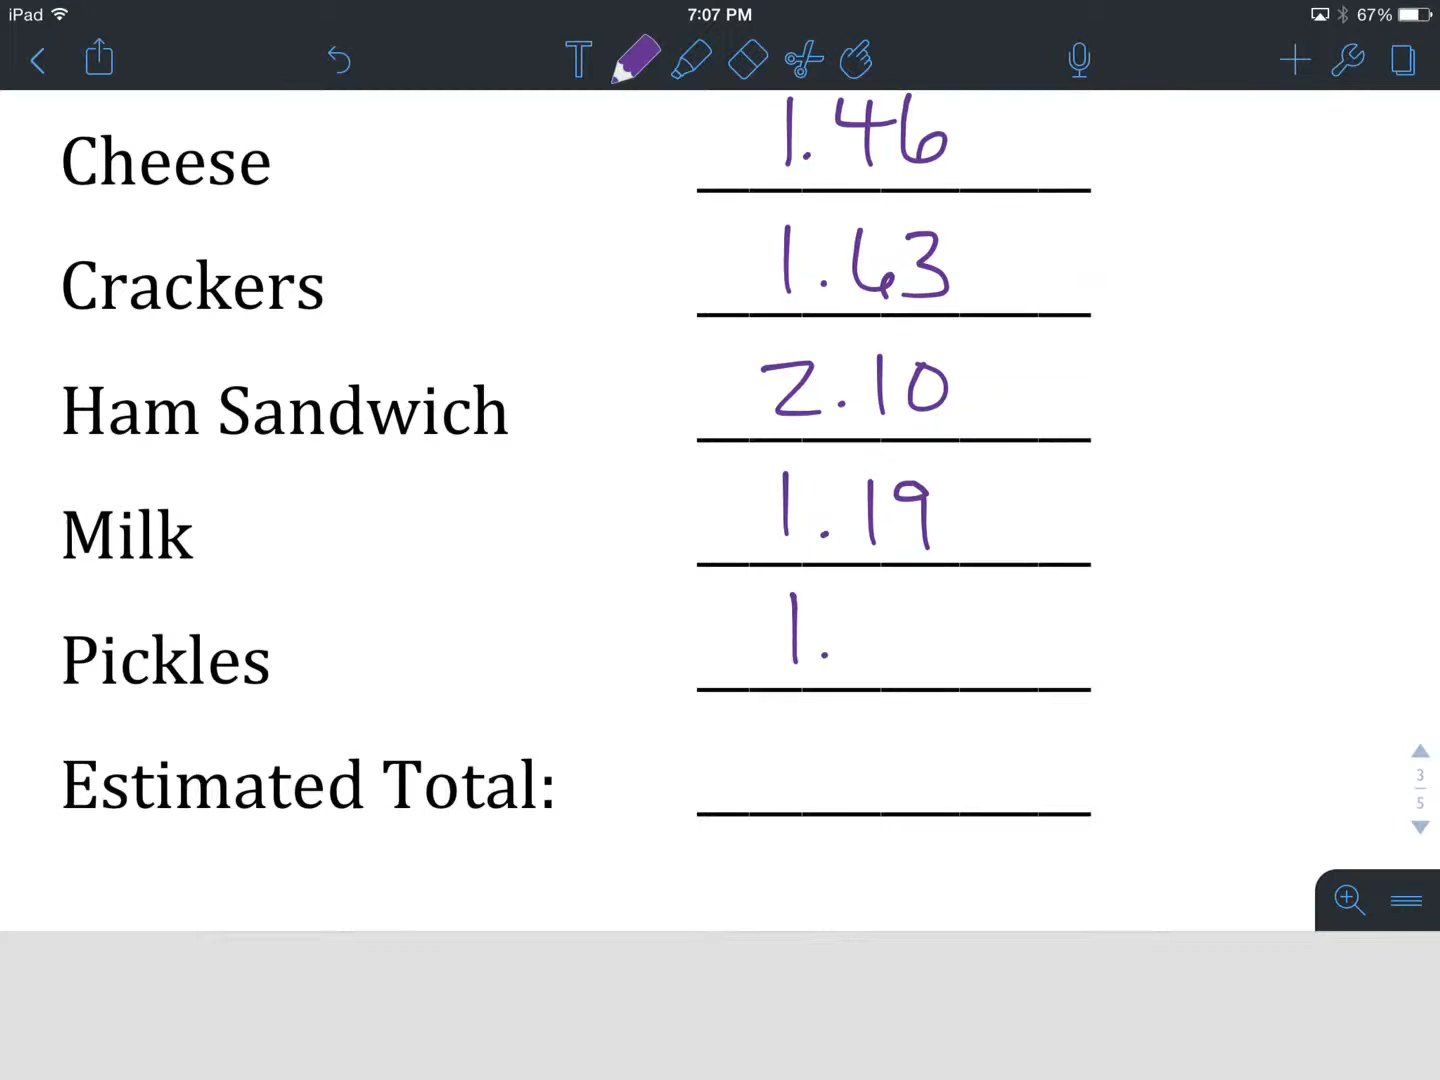 iPad 7:07 PM 67%
T
Cheese 1.46
Crackers 1.63
Ham Sandwich 2.10
Milk 1.19
Pickles 1.
Estimated Total:
3
5